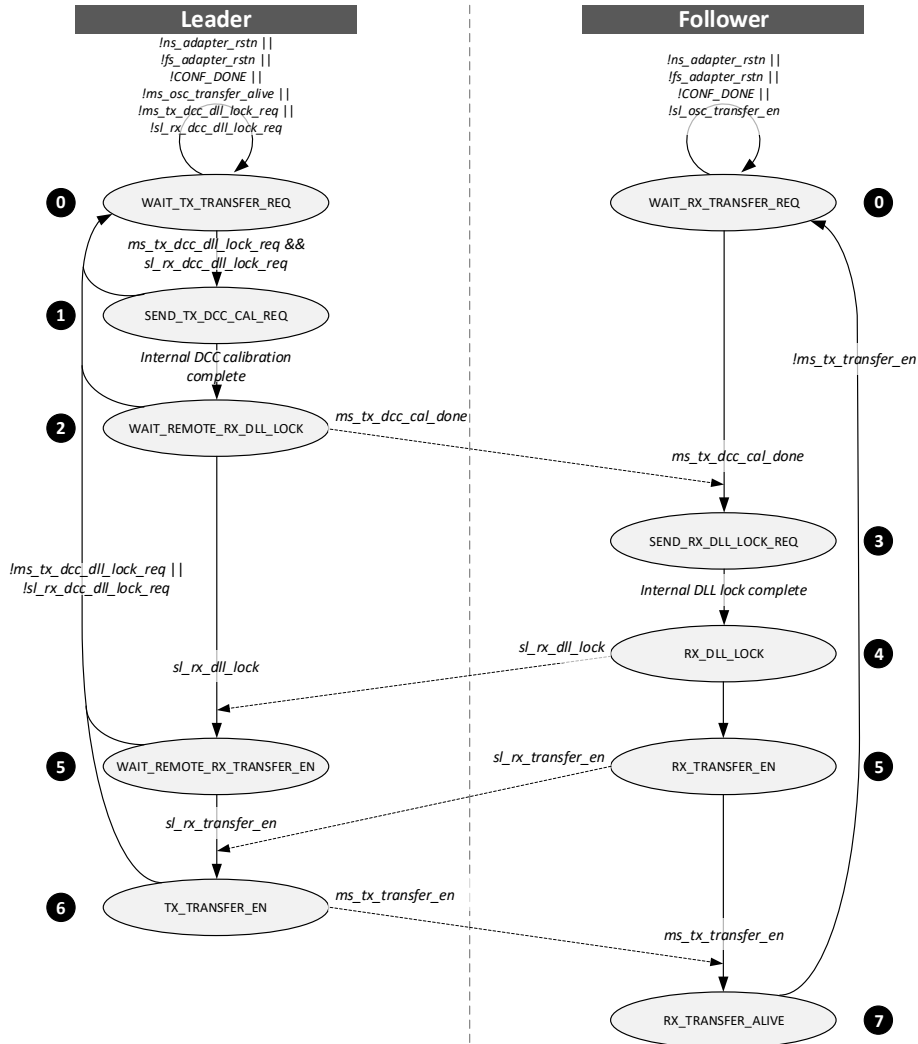 Leader
Follower
!ns_adapter_rstn ||
!fs_adapter_rstn ||
!CONF_DONE ||
!ms_osc_transfer_alive ||
!ms_tx_dcc_dll_lock_req ||
!sl_rx_dcc_dll_lock_req
!ns_adapter_rstn ||
!fs_adapter_rstn ||
!CONF_DONE ||
!sl_osc_transfer_en
0
WAIT_TX_TRANSFER_REQ
WAIT_RX_TRANSFER_REQ
0
ms_tx_dcc_dll_lock_req &&
sl_rx_dcc_dll_lock_req
1
SEND_TX_DCC_CAL_REQ
Internal DCC calibration
complete
!ms_tx_transfer_en
2
WAIT_REMOTE_RX_DLL_LOCK
ms_tx_dcc_cal_done
ms_tx_dcc_cal_done
SEND_RX_DLL_LOCK_REQ
3
!ms_tx_dcc_dll_lock_req ||
!sl_rx_dcc_dll_lock_req
Internal DLL lock complete
sl_rx_dll_lock
RX_DLL_LOCK
4
sl_rx_dll_lock
5
WAIT_REMOTE_RX_TRANSFER_EN
sl_rx_transfer_en
RX_TRANSFER_EN
5
sl_rx_transfer_en
6
TX_TRANSFER_EN
ms_tx_transfer_en
ms_tx_transfer_en
RX_TRANSFER_ALIVE
7